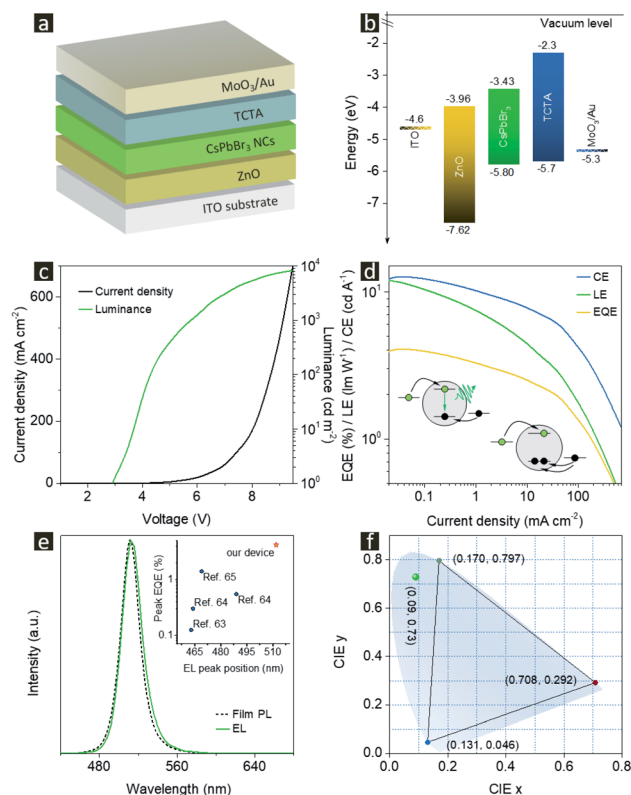 a
MoO3/Au
TCTA
CsPbBr3 NCs
ZnO
ITO substrate
b
Vacuum level
Energy (eV)
-2
-3
-4
-5
-6
-7
-4.6
ITO
-3.96
ZnO
-7.62
-3.43
CsPbBr3
-5.80
-2.3
TCTA
-5.7
MoO3/Au
-5.3
c
Current density
Luminance
Current density (mA cm-2)
600
400
200
0
2
4
6
8
Voltage (V)
10^4
10^3
10^2
10^1
10^0
Luminance (cd m-2)
d
CE
LE
EQE
EQE (%) / LE (lm W-1) / CE (cd A-1)
10^1
10^0
0.1
1
10
100
Current density (mA cm-2)
e
Intensity (a.u.)
480
560
640
Wavelength (nm)
Film PL
EL
our device
Ref. 65
Ref. 64
Ref. 64
Ref. 63
Peak EQE (%)
1
0.1
465
480
495
510
EL peak position (nm)
f
CIE y
0.8
0.6
0.4
0.2
0.0
0.0
0.2
0.4
0.6
0.8
CIE x
(0.170, 0.797)
(0.09, 0.73)
(0.708, 0.292)
(0.131, 0.046)